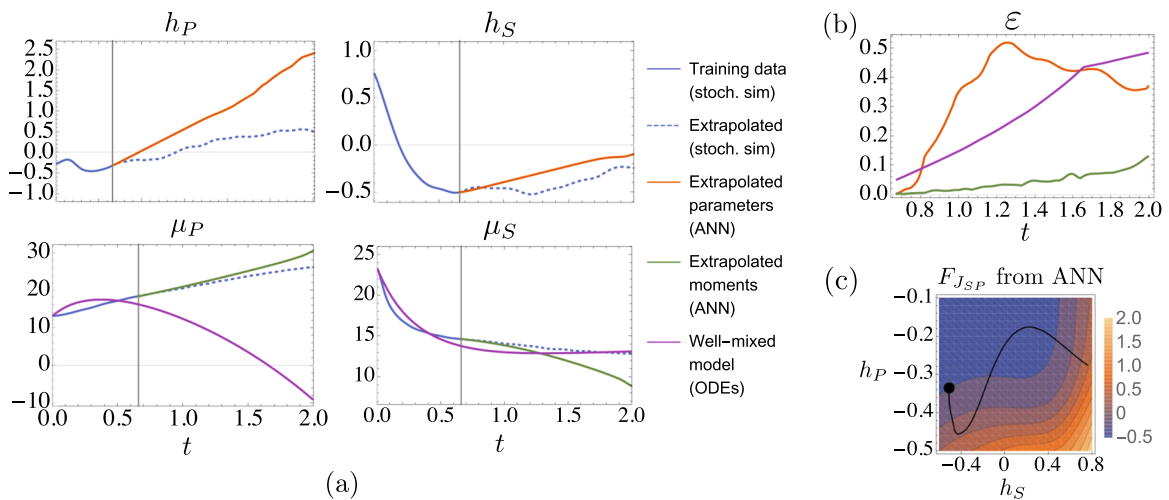 h_P
2.5
2.0
1.5
1.0
0.5
0.0
−0.5
−1.0
h_S
1.0
0.5
0.0
−0.5
μ_P
30
20
10
0
−10
0.0
0.5
1.0
1.5
2.0
t
μ_S
25
20
15
10
0.0
0.5
1.0
1.5
2.0
t
Training data
(stoch. sim)
Extrapolated
(stoch. sim)
Extrapolated
parameters
(ANN)
Extrapolated
moments
(ANN)
Well−mixed
model
(ODEs)
(a)
(b)
ε
0.5
0.4
0.3
0.2
0.1
0.0
0.8
1.0
1.2
1.4
1.6
1.8
2.0
t
(c)
F_{J_{SP}} from ANN
-0.1
-0.2
-0.3
-0.4
-0.5
h_P
-0.4
0
0.4
0.8
h_S
2.0
1.5
1.0
0.5
0
−0.5